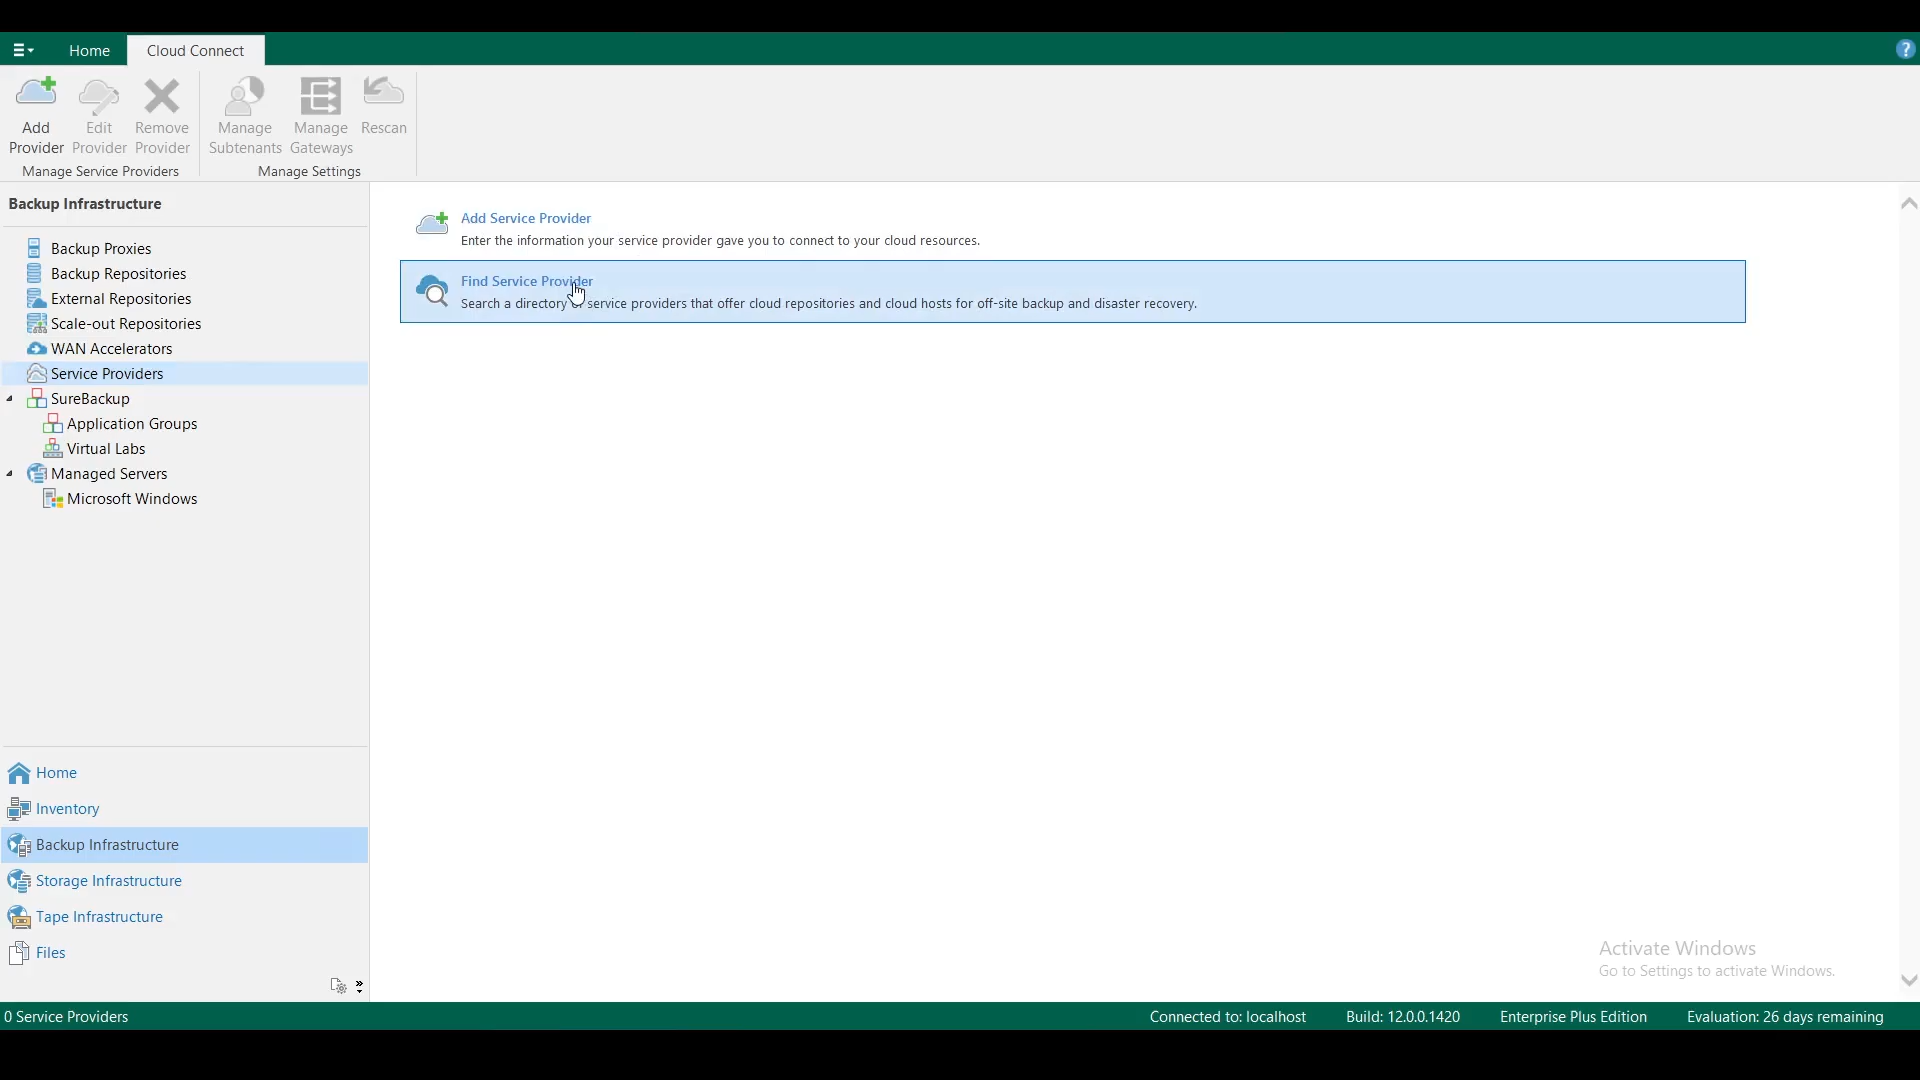 Home
Cloud Connect
?
Add Provider
Edit Provider
Remove Provider
Manage Subtenants
Manage Gateways
Rescan
Manage Service Providers
Manage Settings
Backup Infrastructure
Backup Proxies
Backup Repositories
External Repositories
Scale-out Repositories
WAN Accelerators
Service Providers
SureBackup
Application Groups
Virtual Labs
Managed Servers
Microsoft Windows
Home
Inventory
Backup Infrastructure
Storage Infrastructure
Tape Infrastructure
Files
Add Service Provider
Enter the information your service provider gave you to connect to your cloud resources.
Find Service Provider
Search a directory of service providers that offer cloud repositories and cloud hosts for off-site backup and disaster recovery.
Activate Windows
Go to Settings to activate Windows.
0 Service Providers
Connected to: localhost
Build: 12.0.0.1420
Enterprise Plus Edition
Evaluation: 26 days remaining